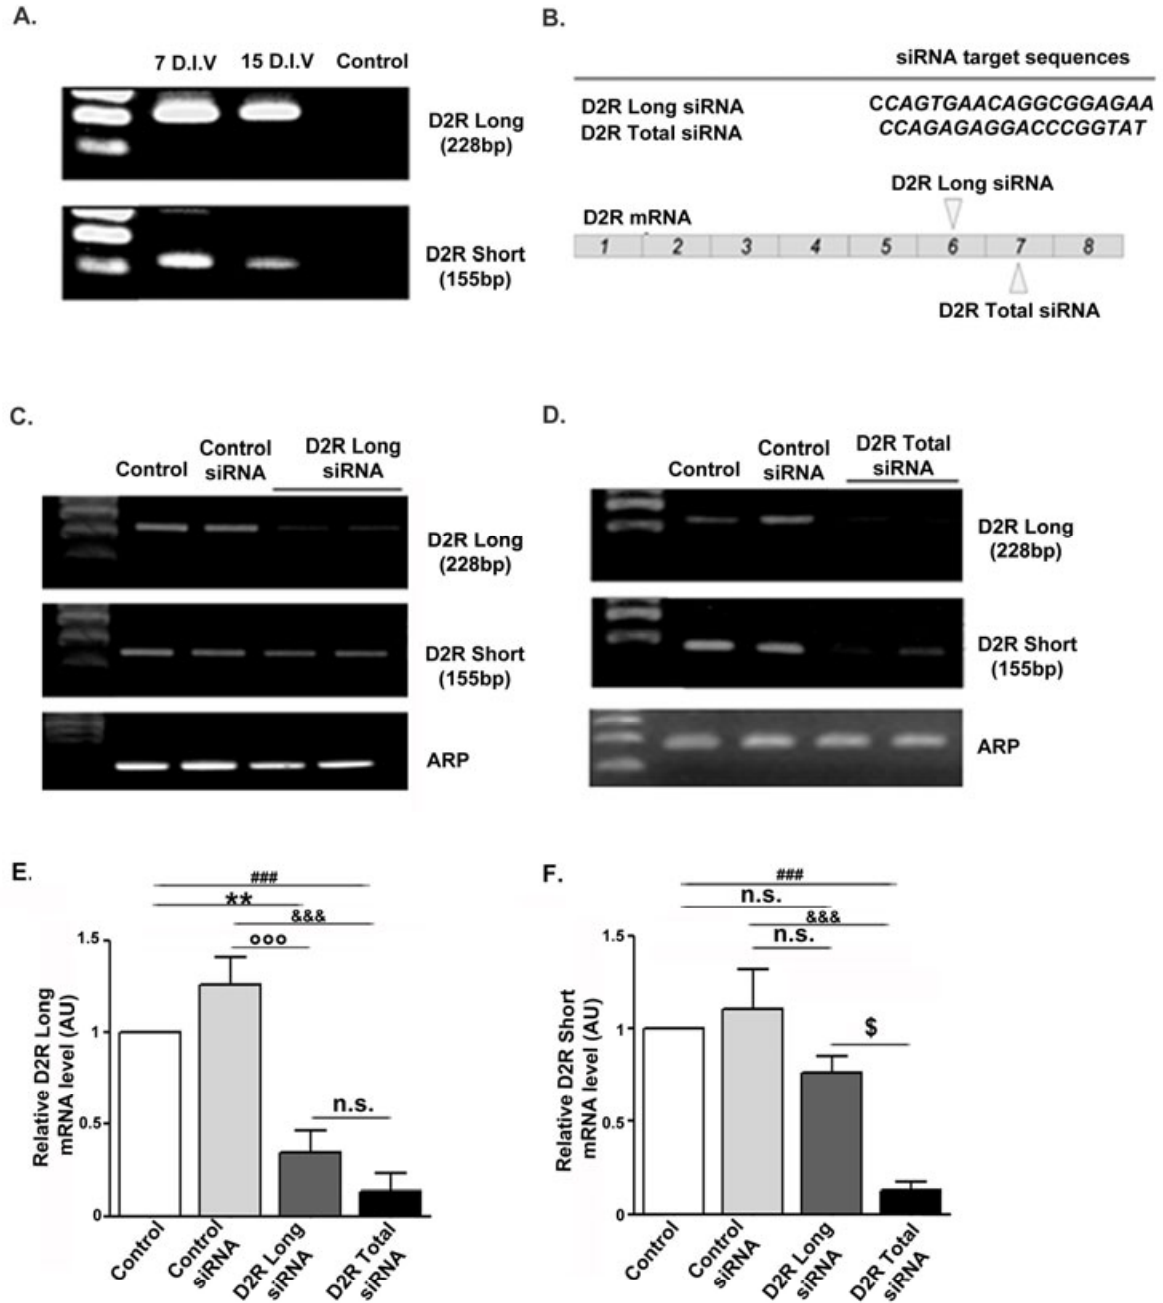 A.
7 D.I.V 15 D.I.V Control
D2R Long
(228bp)
D2R Short
(155bp)
B.
siRNA target sequences
D2R Long siRNA CCAGTGAACAGGCGGAGAA
D2R Total siRNA CCAGAGAGGACCCGGTAT
D2R Long siRNA
D2R mRNA
1 2 3 4 5 6 7 8
D2R Total siRNA
C.
Control
Control
siRNA
D2R Long
siRNA
D2R Long
(228bp)
D2R Short
(155bp)
ARP
D.
Control
Control
siRNA
D2R Total
siRNA
D2R Long
(228bp)
D2R Short
(155bp)
ARP
E.
###
**
&&&
°°°
n.s.
Relative D2R Long
mRNA level (AU)
1.5
1
0.5
0
Control
Control
siRNA
D2R Long
siRNA
D2R Total
siRNA
F.
###
n.s.
&&&
n.s.
$
Relative D2R Short
mRNA level (AU)
1.5
1
0.5
0
Control
Control
siRNA
D2R Long
siRNA
D2R Total
siRNA